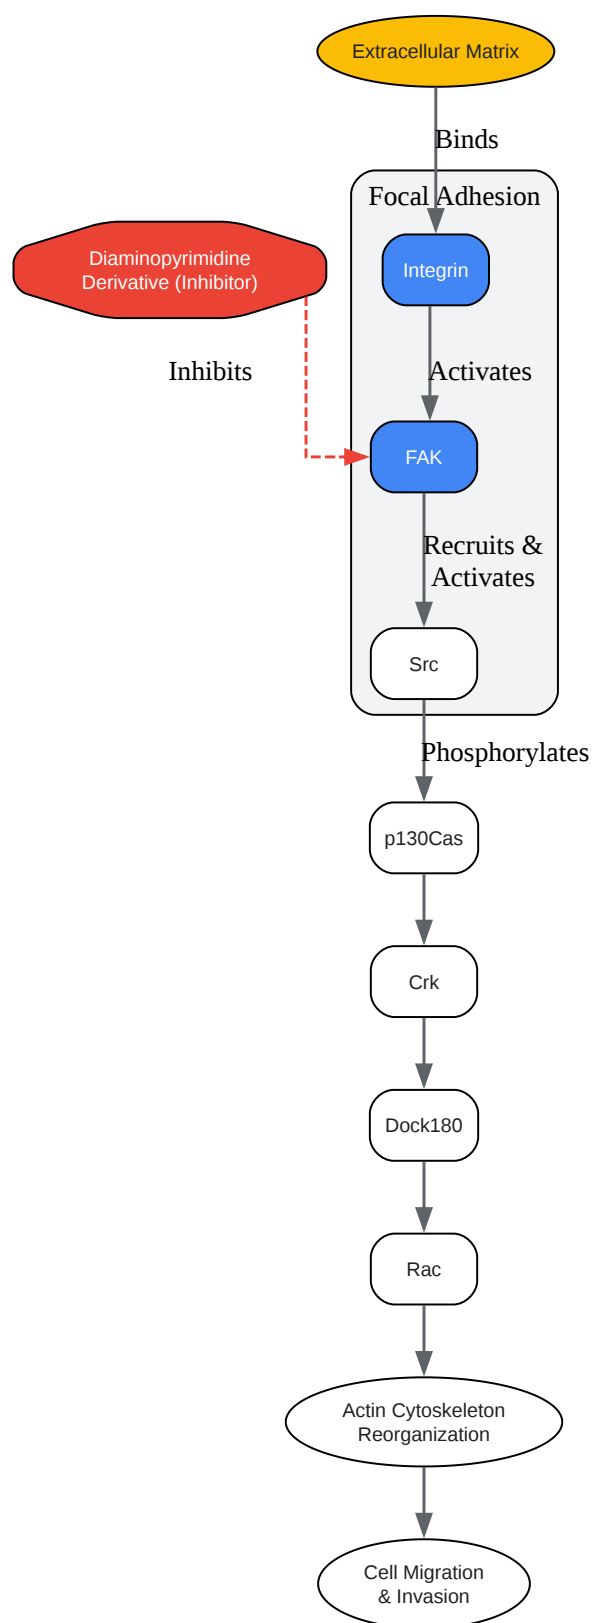 Extracellular Matrix
Binds
Focal Adhesion
Diaminopyrimidine
Derivative (Inhibitor)
Integrin
Inhibits
Activates
FAK
Recruits &
Activates
Src
Phosphorylates
p130Cas
Crk
Dock180
Rac
Actin Cytoskeleton
Reorganization
Cell Migration
& Invasion